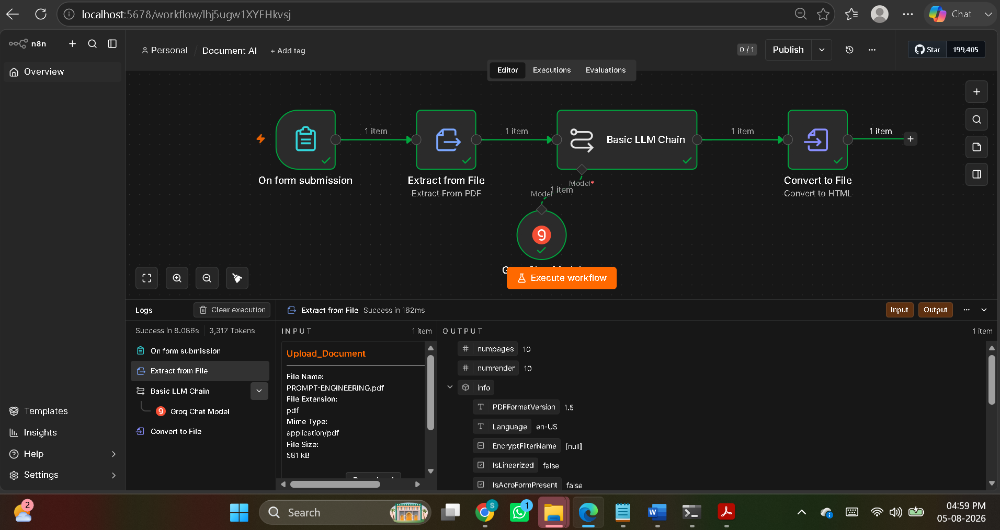 localhost:5678/workflow/lhj5ugw1XYFHkvsj
Chat
n8n
Personal / Document AI + Add tag
0 / 1
Publish
Star 199,405
Overview
Editor Executions Evaluations
1 item
1 item
1 item
1 item
Basic LLM Chain
On form submission
Extract from File
Extract From PDF
Model*
1 item
Model
Convert to File
Convert to HTML
Execute workflow
Templates
Insights
Help
Settings
Logs
Clear execution
Success in 8.086s 3,317 Tokens
On form submission
Extract from File
Basic LLM Chain
Groq Chat Model
Convert to File
Extract from File Success in 162ms
Input Output
INPUT 1 item
Upload_Document
File Name:
PROMPT-ENGINEERING.pdf
File Extension:
pdf
Mime Type:
application/pdf
File Size:
581 kB
OUTPUT 1 item
# numpages 10
# numrender 10
info
T PDFFormatVersion 1.5
T Language en-US
EncryptFilterName [null]
IsLinearized false
IsAcroFormPresent false
2
Search
S
1
04:59 PM
05-08-2026